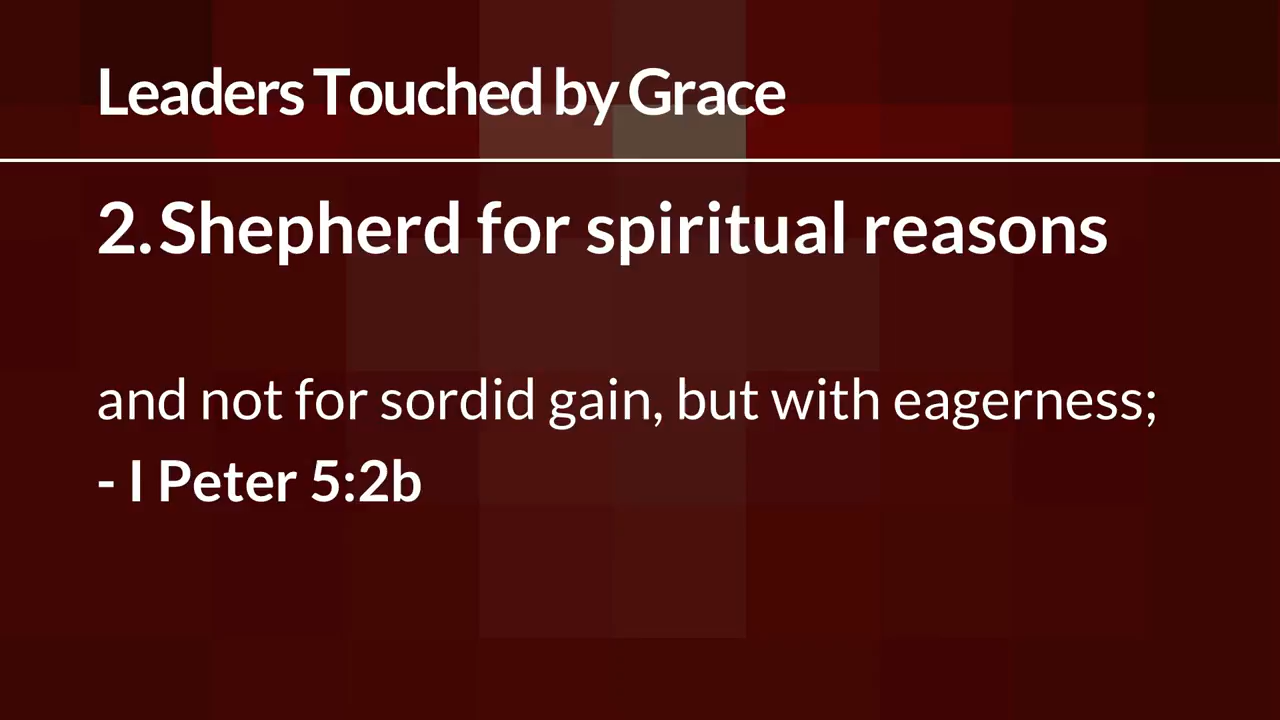 Leaders Touched by Grace
2. Shepherd for spiritual reasons
and not for sordid gain, but with eagerness;
- I Peter 5:2b